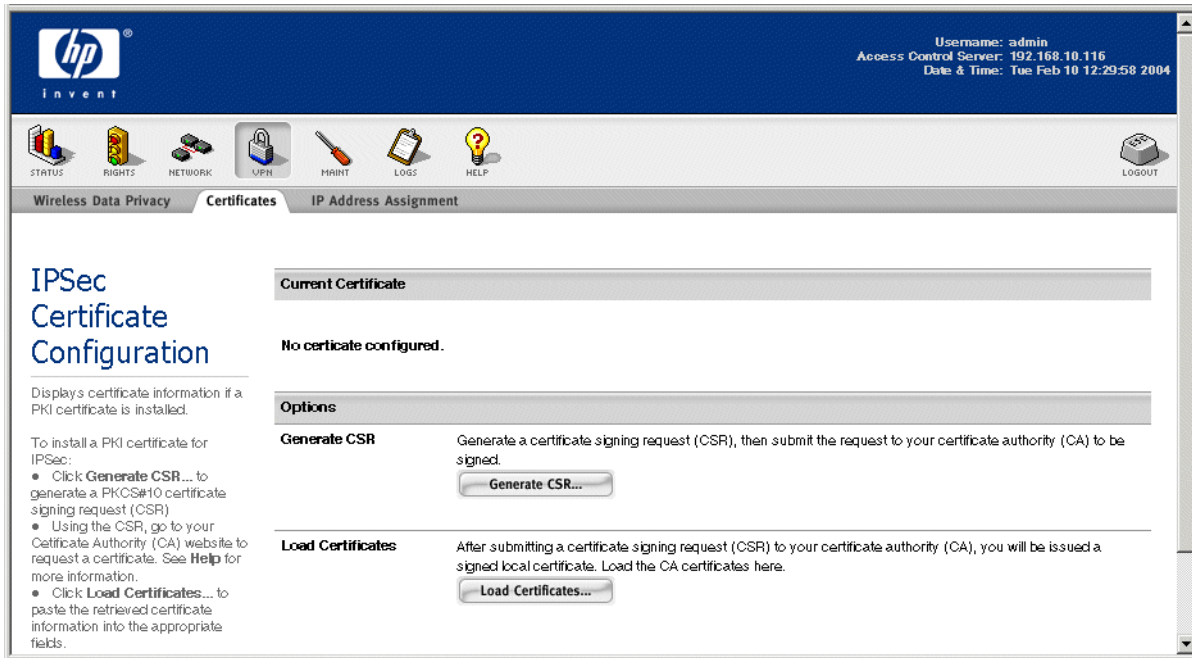 hp ®
invent
Username: admin
Access Control Server: 192.168.10.116
Date & Time: Tue Feb 10 12:29:58 2004
STATUS RIGHTS NETWORK VPN MAINT LOGS HELP LOGOUT
Wireless Data Privacy Certificates IP Address Assignment
IPSec
Certificate
Configuration
Displays certificate information if a
PKI certificate is installed.
To install a PKI certificate for
IPSec:
• Click Generate CSR... to
generate a PKCS#10 certificate
signing request (CSR)
• Using the CSR, go to your
Cetificate Authority (CA) website to
request a certificate. See Help for
more information.
• Click Load Certificates... to
paste the retrieved certificate
information into the appropriate
fields.
Current Certificate
No certicate configured.
Options
Generate CSR
Generate a certificate signing request (CSR), then submit the request to your certificate authority (CA) to be
signed.
Generate CSR...
Load Certificates
After submitting a certificate signing request (CSR) to your certificate authority (CA), you will be issued a
signed local certificate. Load the CA certificates here.
Load Certificates...